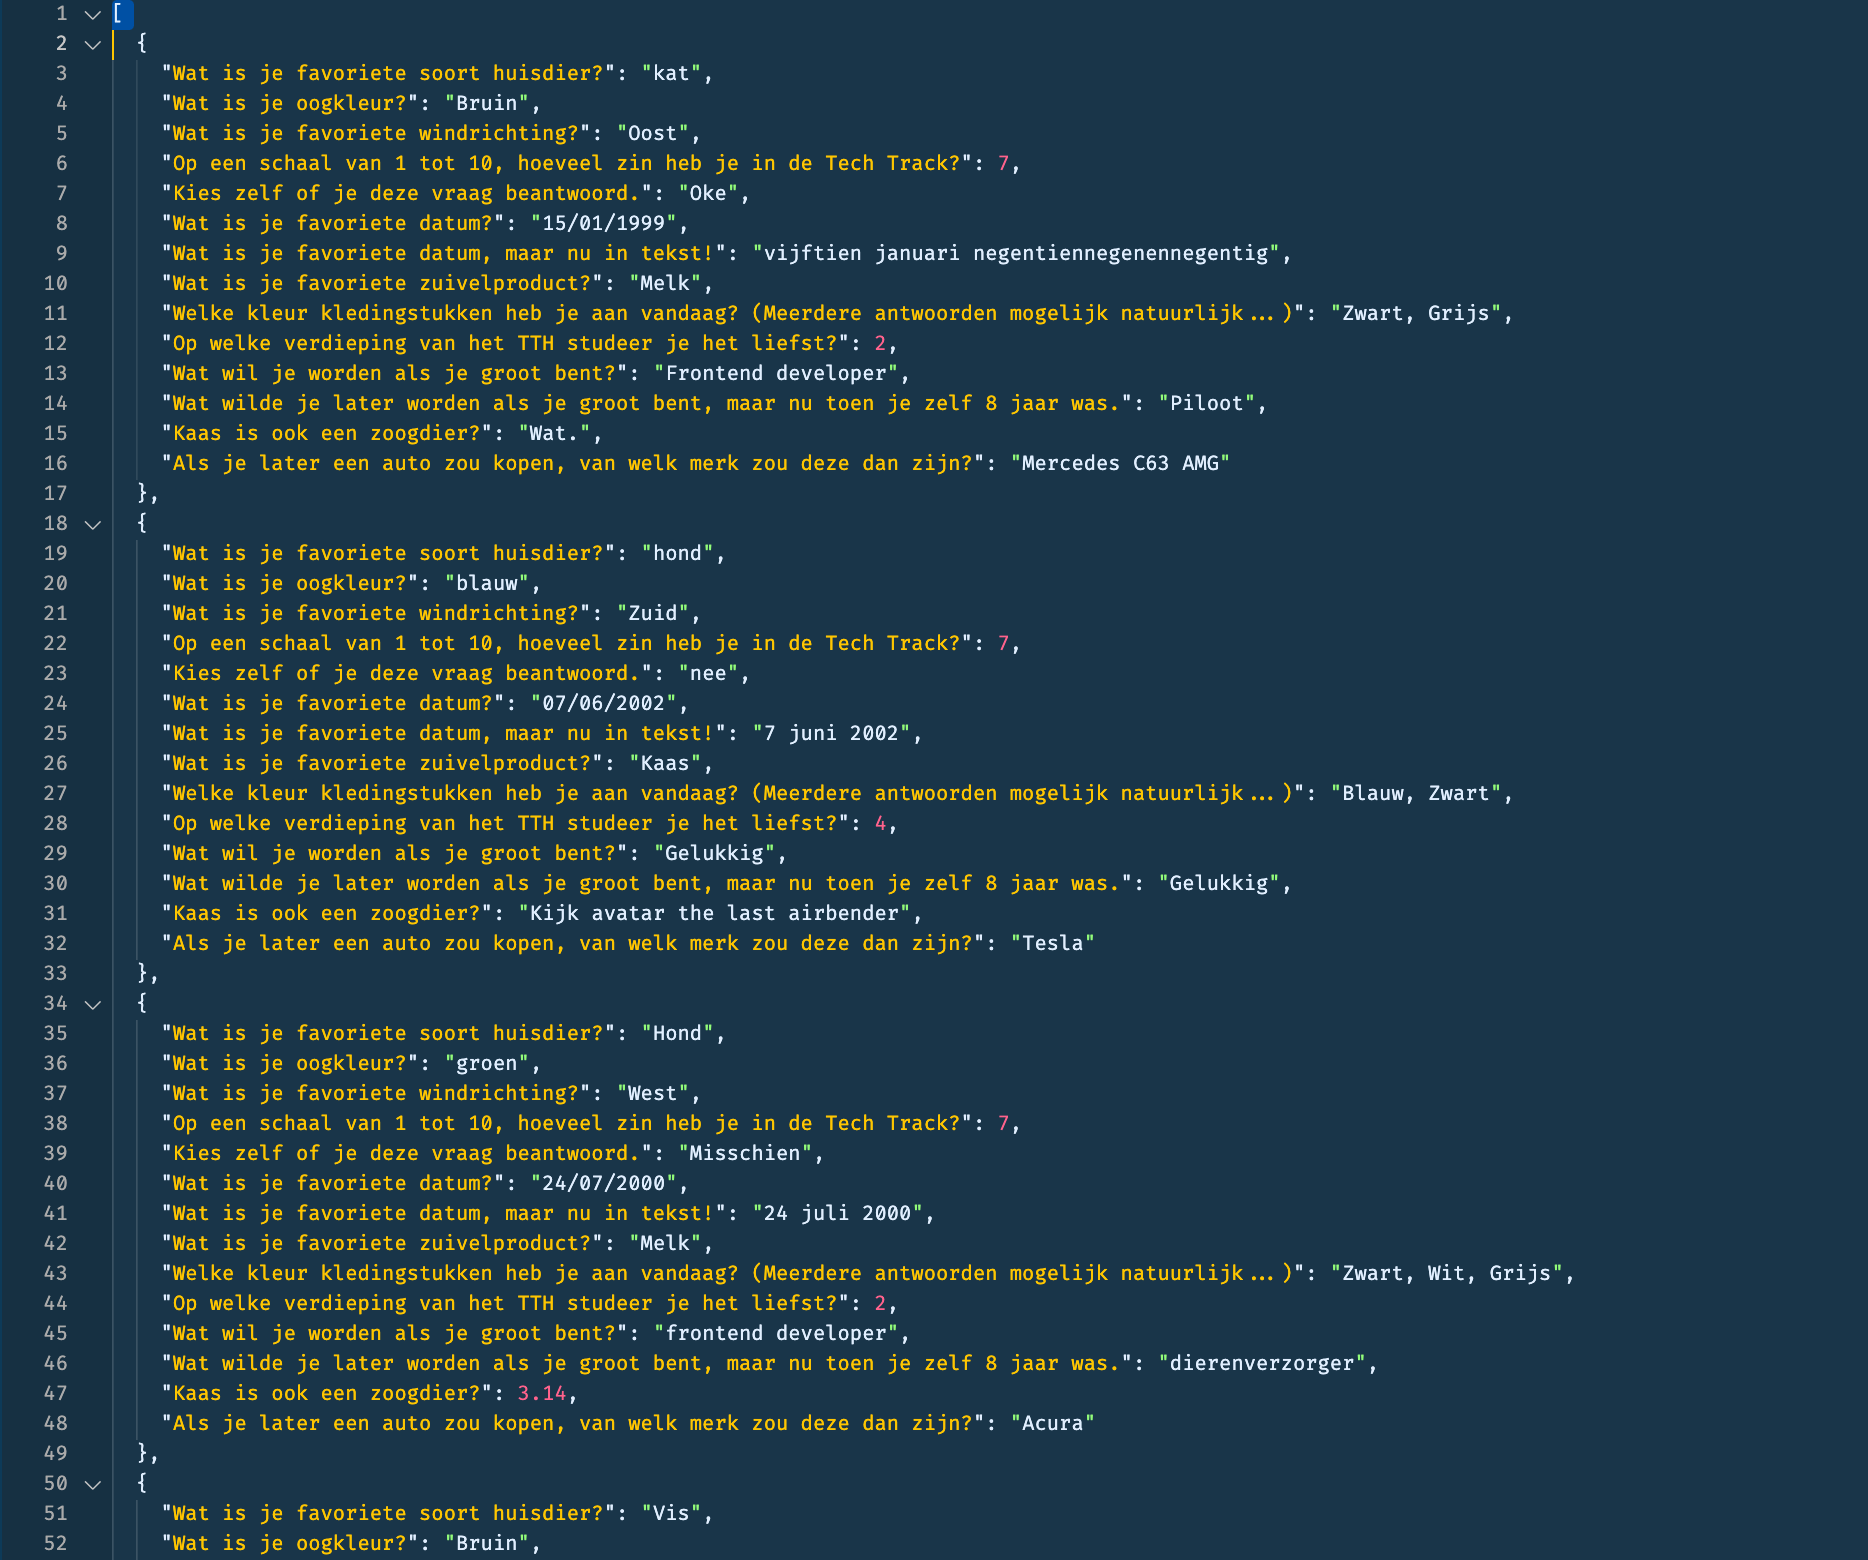 1 [
2 {
3 "Wat is je favoriete soort huisdier?": "kat",
4 "Wat is je oogkleur?": "Bruin",
5 "Wat is je favoriete windrichting?": "Oost",
6 "Op een schaal van 1 tot 10, hoeveel zin heb je in de Tech Track?": 7,
7 "Kies zelf of je deze vraag beantwoord.": "Oke",
8 "Wat is je favoriete datum?": "15/01/1999",
9 "Wat is je favoriete datum, maar nu in tekst!": "vijftien januari negentiennegenennegentig",
10 "Wat is je favoriete zuivelproduct?": "Melk",
11 "Welke kleur kledingstukken heb je aan vandaag? (Meerdere antwoorden mogelijk natuurlijk...)": "Zwart, Grijs",
12 "Op welke verdieping van het TTH studeer je het liefst?": 2,
13 "Wat wil je worden als je groot bent?": "Frontend developer",
14 "Wat wilde je later worden als je groot bent, maar nu toen je zelf 8 jaar was.": "Piloot",
15 "Kaas is ook een zoogdier?": "Wat.",
16 "Als je later een auto zou kopen, van welk merk zou deze dan zijn?": "Mercedes C63 AMG"
17 },
18 {
19 "Wat is je favoriete soort huisdier?": "hond",
20 "Wat is je oogkleur?": "blauw",
21 "Wat is je favoriete windrichting?": "Zuid",
22 "Op een schaal van 1 tot 10, hoeveel zin heb je in de Tech Track?": 7,
23 "Kies zelf of je deze vraag beantwoord.": "nee",
24 "Wat is je favoriete datum?": "07/06/2002",
25 "Wat is je favoriete datum, maar nu in tekst!": "7 juni 2002",
26 "Wat is je favoriete zuivelproduct?": "Kaas",
27 "Welke kleur kledingstukken heb je aan vandaag? (Meerdere antwoorden mogelijk natuurlijk...)": "Blauw, Zwart",
28 "Op welke verdieping van het TTH studeer je het liefst?": 4,
29 "Wat wil je worden als je groot bent?": "Gelukkig",
30 "Wat wilde je later worden als je groot bent, maar nu toen je zelf 8 jaar was.": "Gelukkig",
31 "Kaas is ook een zoogdier?": "Kijk avatar the last airbender",
32 "Als je later een auto zou kopen, van welk merk zou deze dan zijn?": "Tesla"
33 },
34 {
35 "Wat is je favoriete soort huisdier?": "Hond",
36 "Wat is je oogkleur?": "groen",
37 "Wat is je favoriete windrichting?": "West",
38 "Op een schaal van 1 tot 10, hoeveel zin heb je in de Tech Track?": 7,
39 "Kies zelf of je deze vraag beantwoord.": "Misschien",
40 "Wat is je favoriete datum?": "24/07/2000",
41 "Wat is je favoriete datum, maar nu in tekst!": "24 juli 2000",
42 "Wat is je favoriete zuivelproduct?": "Melk",
43 "Welke kleur kledingstukken heb je aan vandaag? (Meerdere antwoorden mogelijk natuurlijk...)": "Zwart, Wit, Grijs",
44 "Op welke verdieping van het TTH studeer je het liefst?": 2,
45 "Wat wil je worden als je groot bent?": "frontend developer",
46 "Wat wilde je later worden als je groot bent, maar nu toen je zelf 8 jaar was.": "dierenverzorger",
47 "Kaas is ook een zoogdier?": 3.14,
48 "Als je later een auto zou kopen, van welk merk zou deze dan zijn?": "Acura"
49 },
50 {
51 "Wat is je favoriete soort huisdier?": "Vis",
52 "Wat is je oogkleur?": "Bruin",